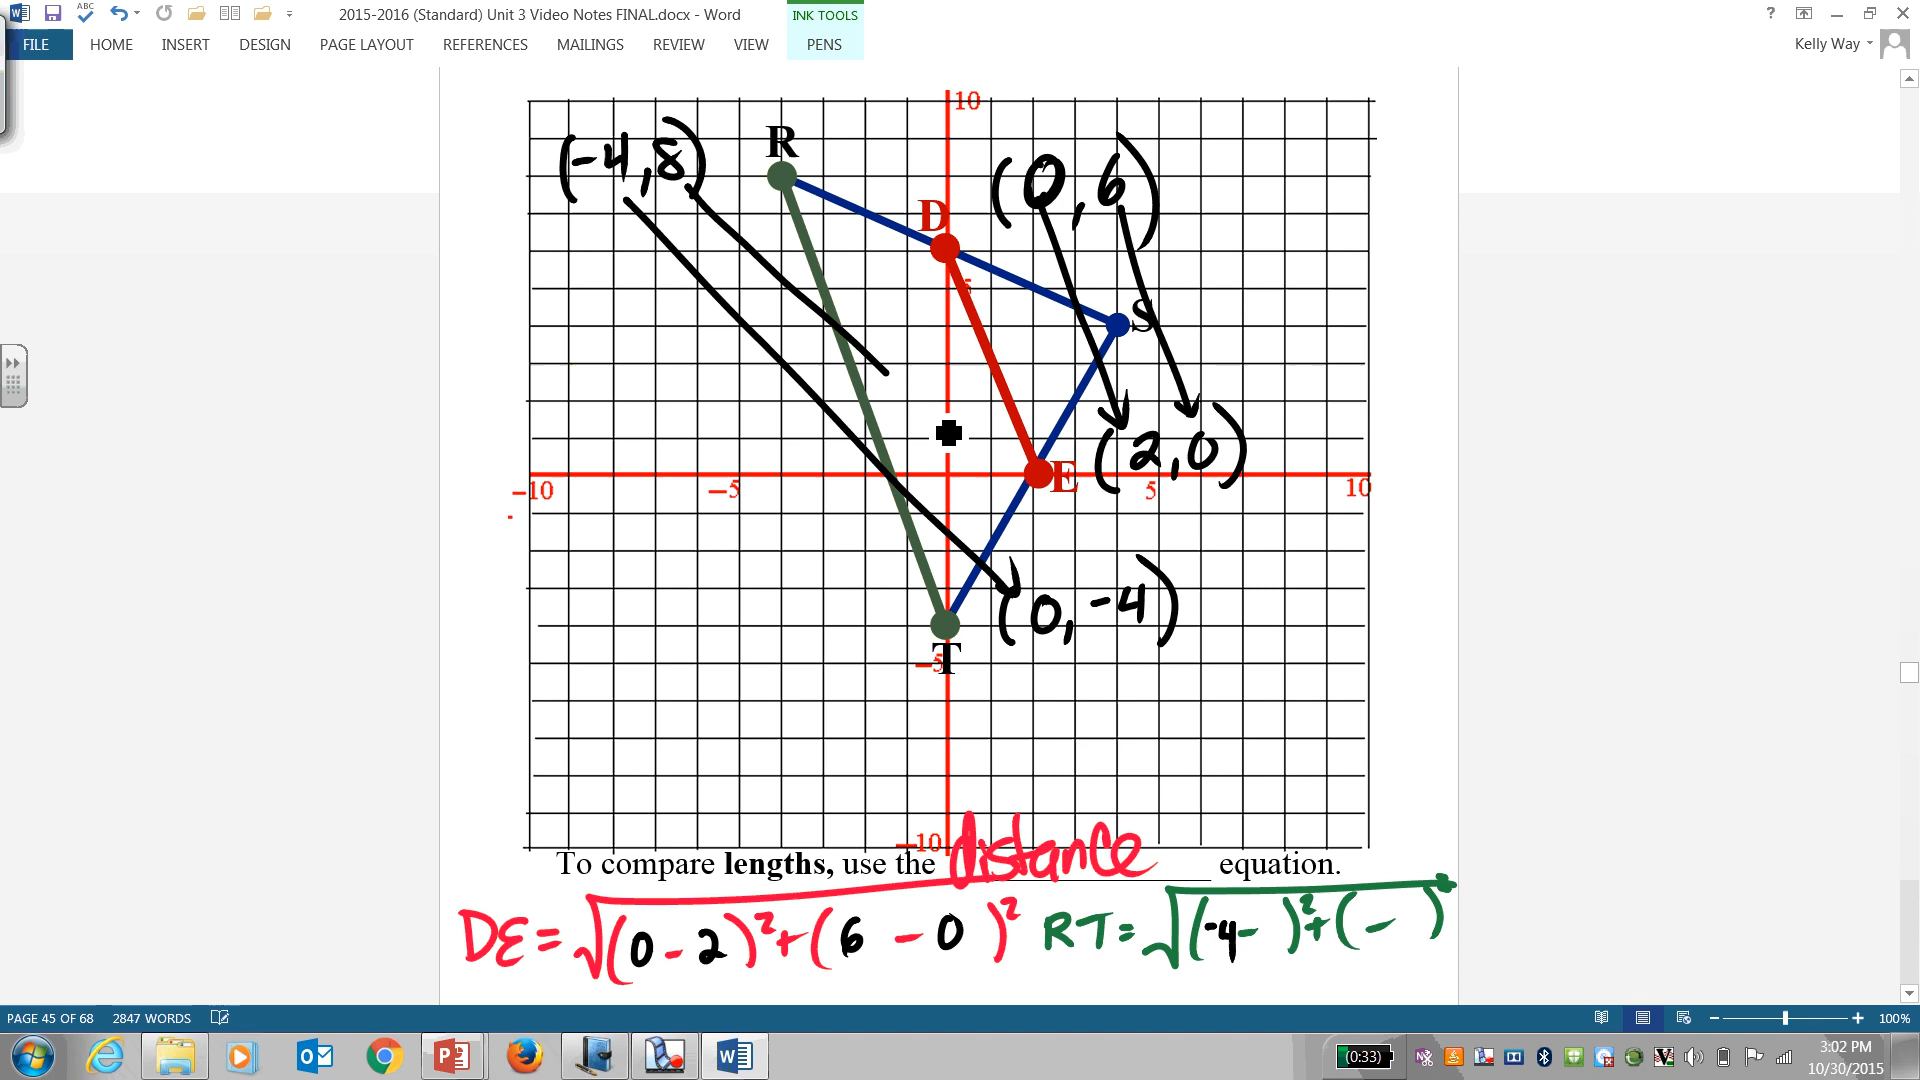 2015-2016 (Standard) Unit 3 Video Notes FINAL.docx - Word
INK TOOLS
FILE HOME INSERT DESIGN PAGE LAYOUT REFERENCES MAILINGS REVIEW VIEW PENS
Kelly Way
10
(-4,8)
R
(0,6)
D
5
S
(2,0)
-10
-5
E
5
10
(0,-4)
T
-5
-10
To compare lengths, use the distance equation.
DE = √(0 - 2)²+(6 - 0)² RT = √(-4- )²+( - )²
PAGE 45 OF 68 2847 WORDS
100%
(0:33)
3:02 PM
10/30/2015